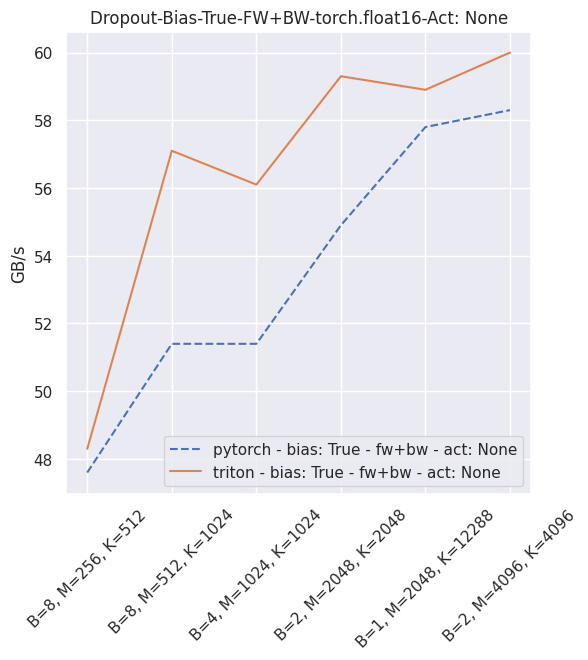 Dropout-Bias-True-FW+BW-torch.float16-Act: None
60
58
56
54
52
50
48
GB/s
pytorch - bias: True - fw+bw - act: None
triton - bias: True - fw+bw - act: None
B=8, M=256, K=512
B=8, M=512, K=1024
B=4, M=1024, K=1024
B=2, M=2048, K=2048
B=1, M=2048, K=12288
B=2, M=4096, K=4096